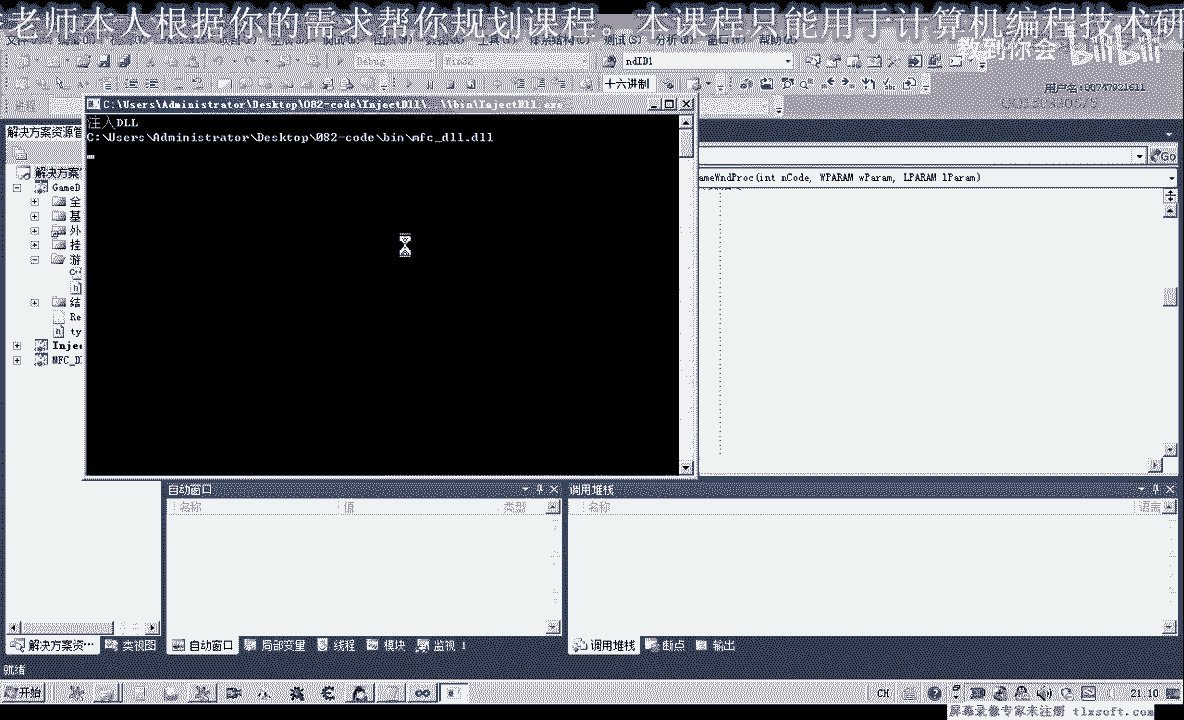 老师本人根据你的需求帮你规划课程。 本课程只能用于计算机编程技术研
教到你会 bilibili
Debug Win32 ndID1
十六进制
C:\Users\Administrator\Desktop\082-code\InjectDll\..\bin\InjectDll.exe
注入DLL
C:\Users\Administrator\Desktop\082-code\bin\mfc_dll.dll
解决方案资源管
解决方案
GameD
全
基
外
挂
游
结
Re
ty
Inje
MFC_D
Go
ameWndProc(int nCode, WPARAM wParam, LPARAM lParam)
自动窗口 调用堆栈
名称 值 类型 名称 语言
解决方案资… 类视图 自动窗口 局部变量 线程 模块 监视 1 调用堆栈 断点 输出
就绪
开始 CH 21:10
屏幕录像专家未注册 tlxsoft.com